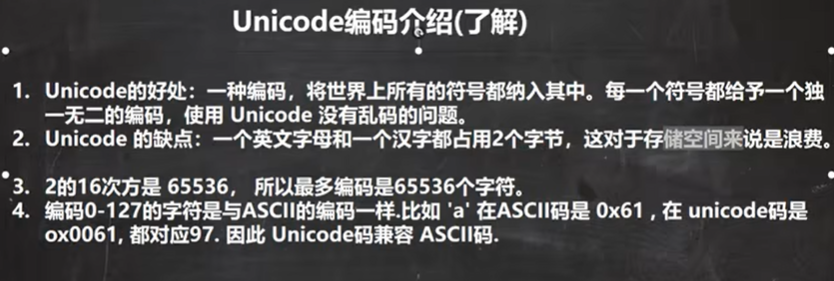 Unicode编码介绍(了解)
1. Unicode的好处：一种编码，将世界上所有的符号都纳入其中。每一个符号都给予一个独
一无二的编码，使用 Unicode 没有乱码的问题。
2. Unicode 的缺点：一个英文字母和一个汉字都占用2个字节，这对于存储空间来说是浪费。
3. 2的16次方是 65536， 所以最多编码是65536个字符。
4. 编码0-127的字符是与ASCII的编码一样.比如 'a' 在ASCII码是 0x61 , 在 unicode码是
ox0061, 都对应97. 因此 Unicode码兼容 ASCII码.